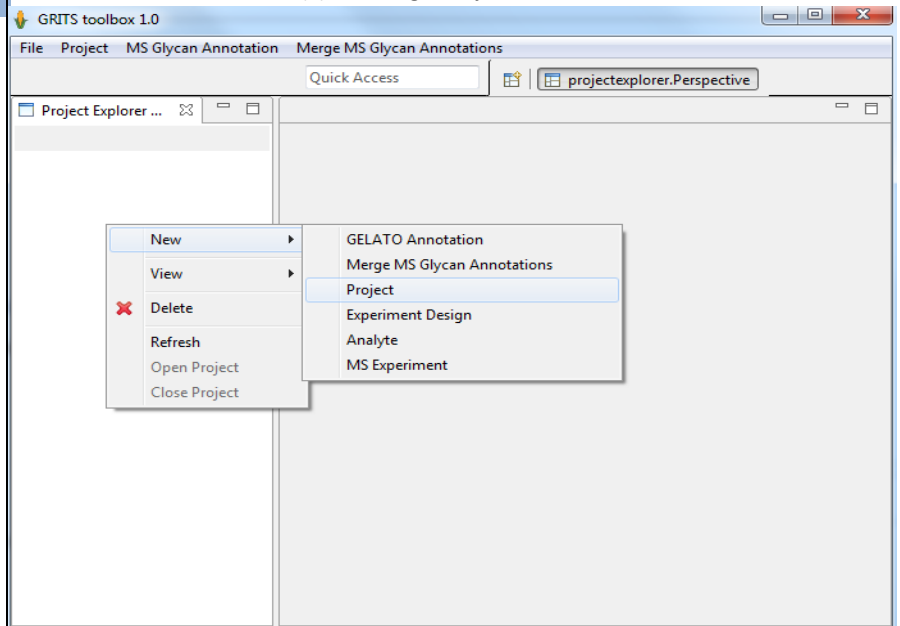 GRITS toolbox 1.0
File Project MS Glycan Annotation Merge MS Glycan Annotations
Quick Access projectexplorer.Perspective
Project Explorer ...
New
View
Delete
Refresh
Open Project
Close Project
GELATO Annotation
Merge MS Glycan Annotations
Project
Experiment Design
Analyte
MS Experiment